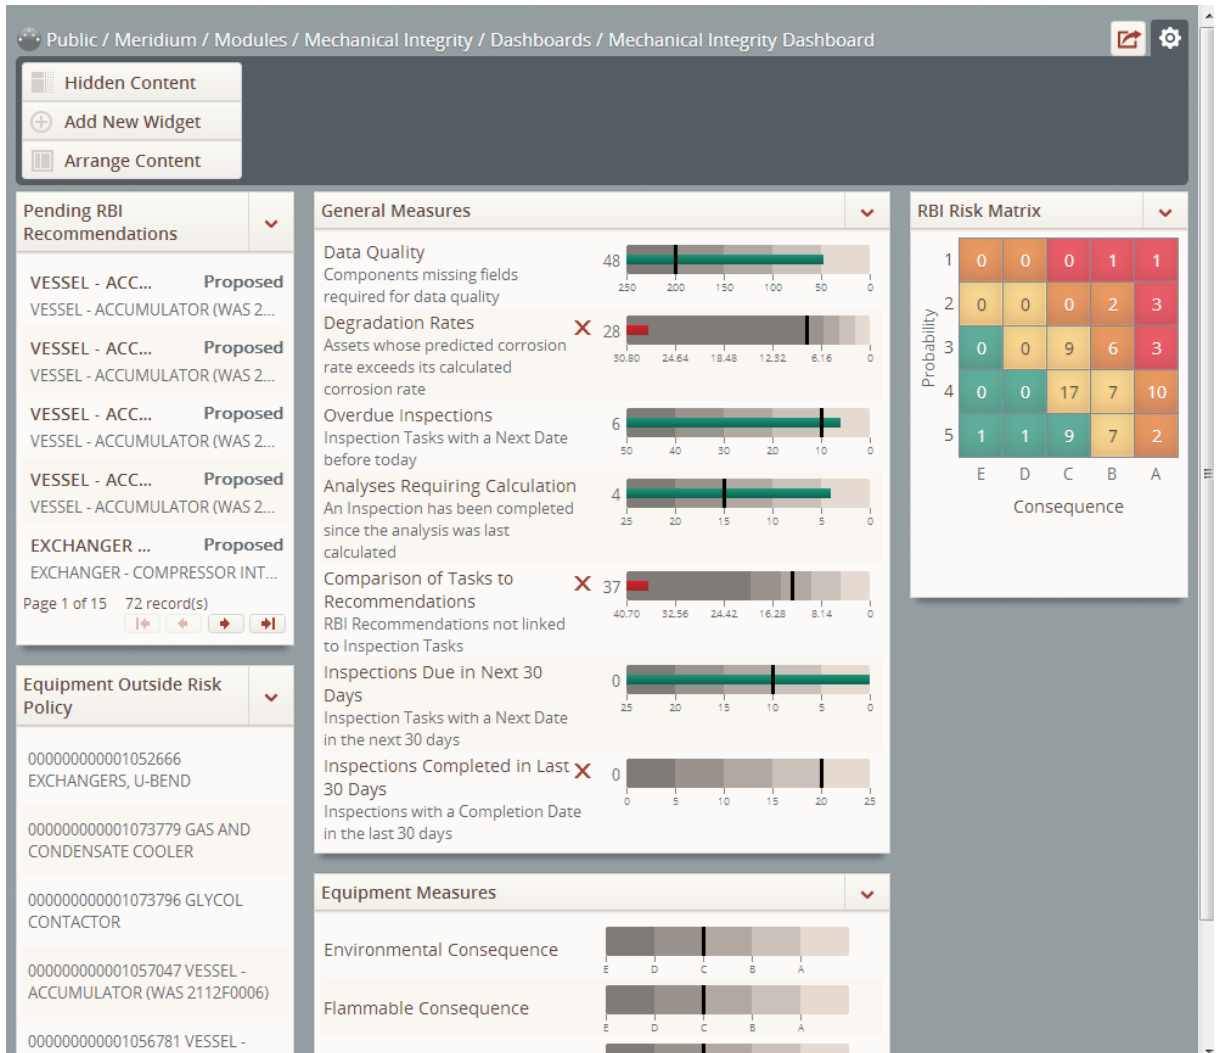 Public / Meridium / Modules / Mechanical Integrity / Dashboards / Mechanical Integrity Dashboard
Hidden Content
Add New Widget
Arrange Content
Pending RBI
Recommendations
VESSEL - ACC... Proposed
VESSEL - ACCUMULATOR (WAS 2...
VESSEL - ACC... Proposed
VESSEL - ACCUMULATOR (WAS 2...
VESSEL - ACC... Proposed
VESSEL - ACCUMULATOR (WAS 2...
VESSEL - ACC... Proposed
VESSEL - ACCUMULATOR (WAS 2...
EXCHANGER ... Proposed
EXCHANGER - COMPRESSOR INT...
Page 1 of 15 72 record(s)
Equipment Outside Risk
Policy
000000000001052666
EXCHANGERS, U-BEND
000000000001073779 GAS AND
CONDENSATE COOLER
000000000001073796 GLYCOL
CONTACTOR
000000000001057047 VESSEL -
ACCUMULATOR (WAS 2112F0006)
000000000001056781 VESSEL -
General Measures
Data Quality
Components missing fields
required for data quality
48
250 200 150 100 50 0
Degradation Rates
Assets whose predicted corrosion
rate exceeds its calculated
corrosion rate
28
30.80 24.64 18.48 12.32 6.16 0
Overdue Inspections
Inspection Tasks with a Next Date
before today
6
50 40 30 20 10 0
Analyses Requiring Calculation
An Inspection has been completed
since the analysis was last
calculated
4
25 20 15 10 5 0
Comparison of Tasks to
Recommendations
RBI Recommendations not linked
to Inspection Tasks
37
40.70 32.56 24.42 16.28 8.14 0
Inspections Due in Next 30
Days
Inspection Tasks with a Next Date
in the next 30 days
0
25 20 15 10 5 0
Inspections Completed in Last
30 Days
Inspections with a Completion Date
in the last 30 days
0
0 5 10 15 20 25
Equipment Measures
Environmental Consequence
E D C B A
Flammable Consequence
E D C B A
RBI Risk Matrix
Probability
1 0 0 0 1 1
2 0 0 0 2 3
3 0 0 9 6 3
4 0 0 17 7 10
5 1 1 9 7 2
E D C B A
Consequence